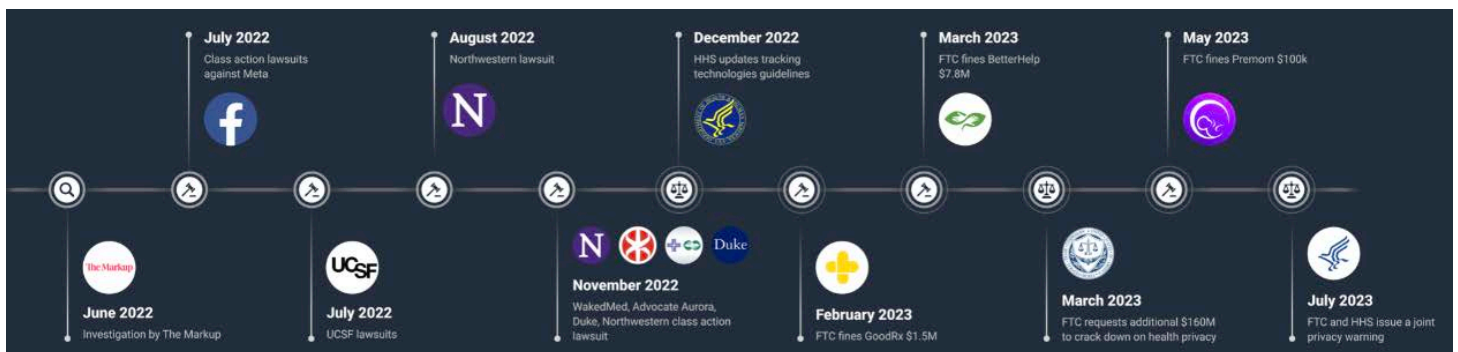 July 2022
Class action lawsuits
against Meta
August 2022
Northwestern lawsuit
N
December 2022
HHS updates tracking
technologies guidelines
March 2023
FTC fines BetterHelp
$7.8M
May 2023
FTC fines Premom $100k
The Markup
June 2022
Investigation by The Markup
UCSF
July 2022
UCSF lawsuits
N
Duke
November 2022
WakedMed, Advocate Aurora,
Duke, Northwestern class action
lawsuit
February 2023
FTC fines GoodRx $1.5M
March 2023
FTC requests additional $160M
to crack down on health privacy
July 2023
FTC and HHS issue a joint
privacy warning